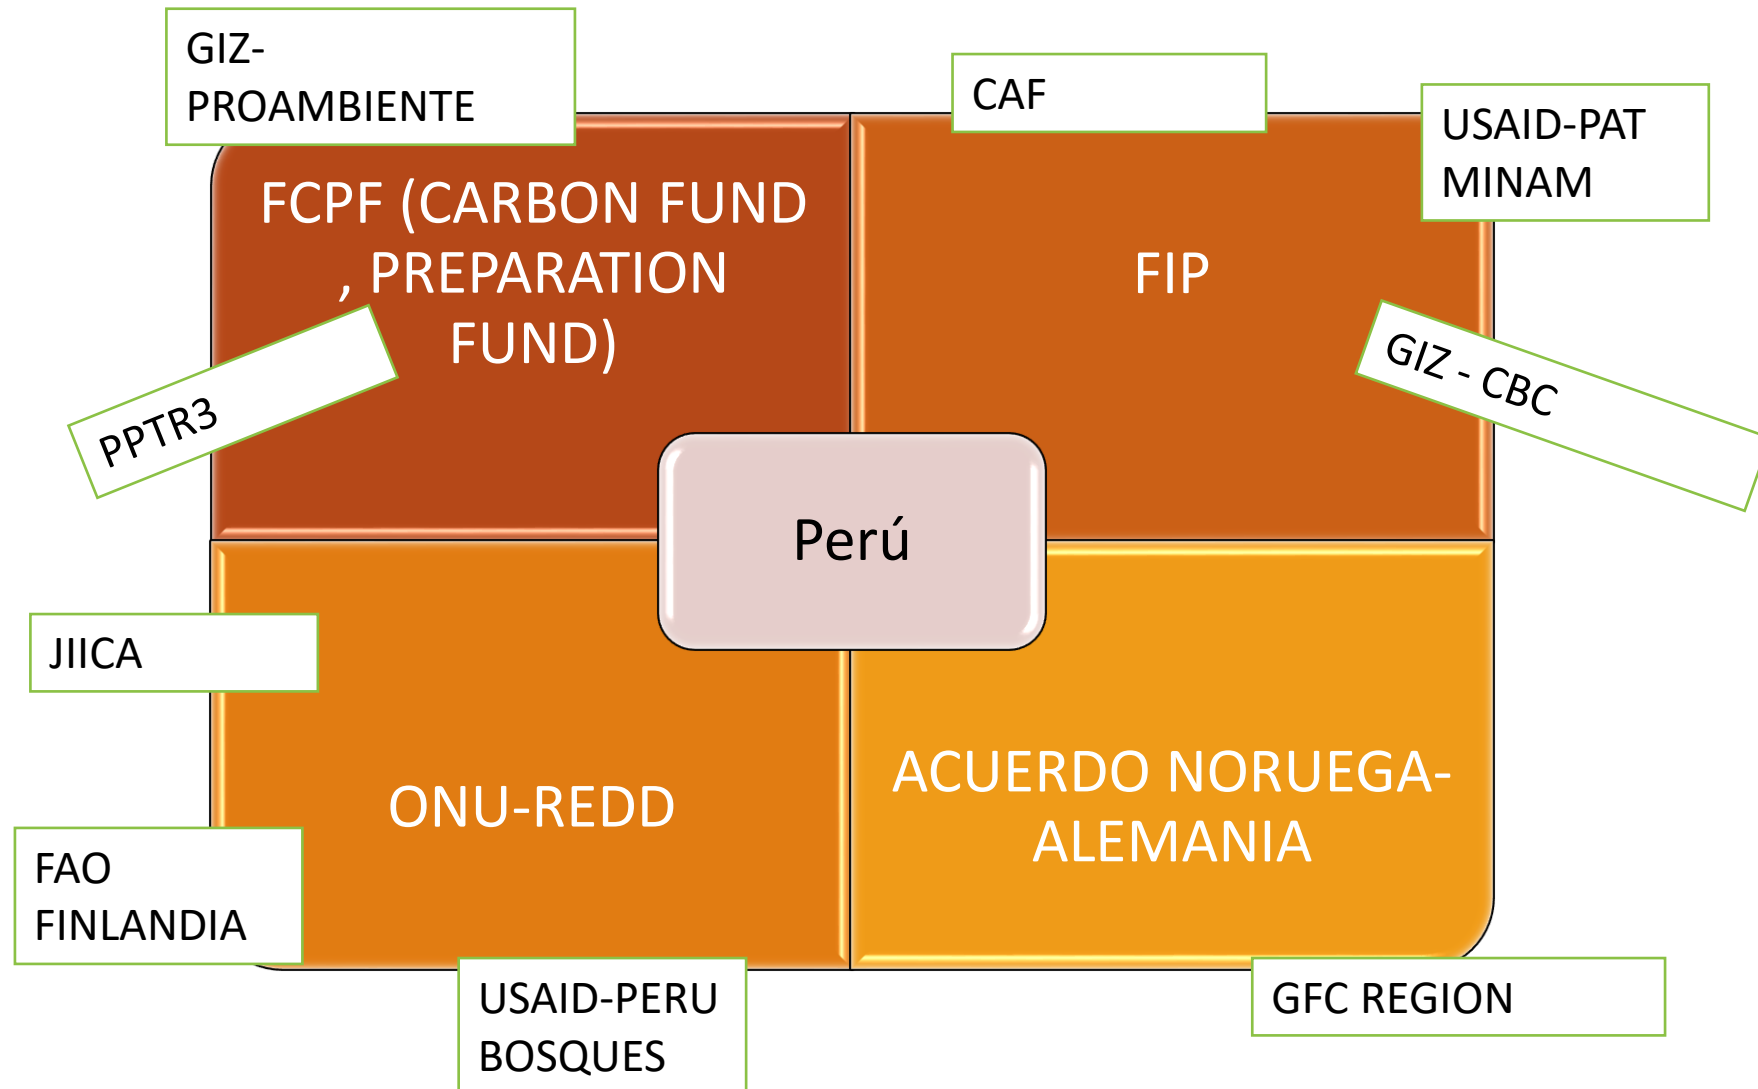 GIZ-
PROAMBIENTE
CAF
USAID-PAT
MINAM
FCPF (CARBON FUND
, PREPARATION
FUND)
FIP
PPTR3
GIZ - CBC
Perú
JIICA
ONU-REDD
ACUERDO NORUEGA-
ALEMANIA
FAO
FINLANDIA
USAID-PERU
BOSQUES
GFC REGION